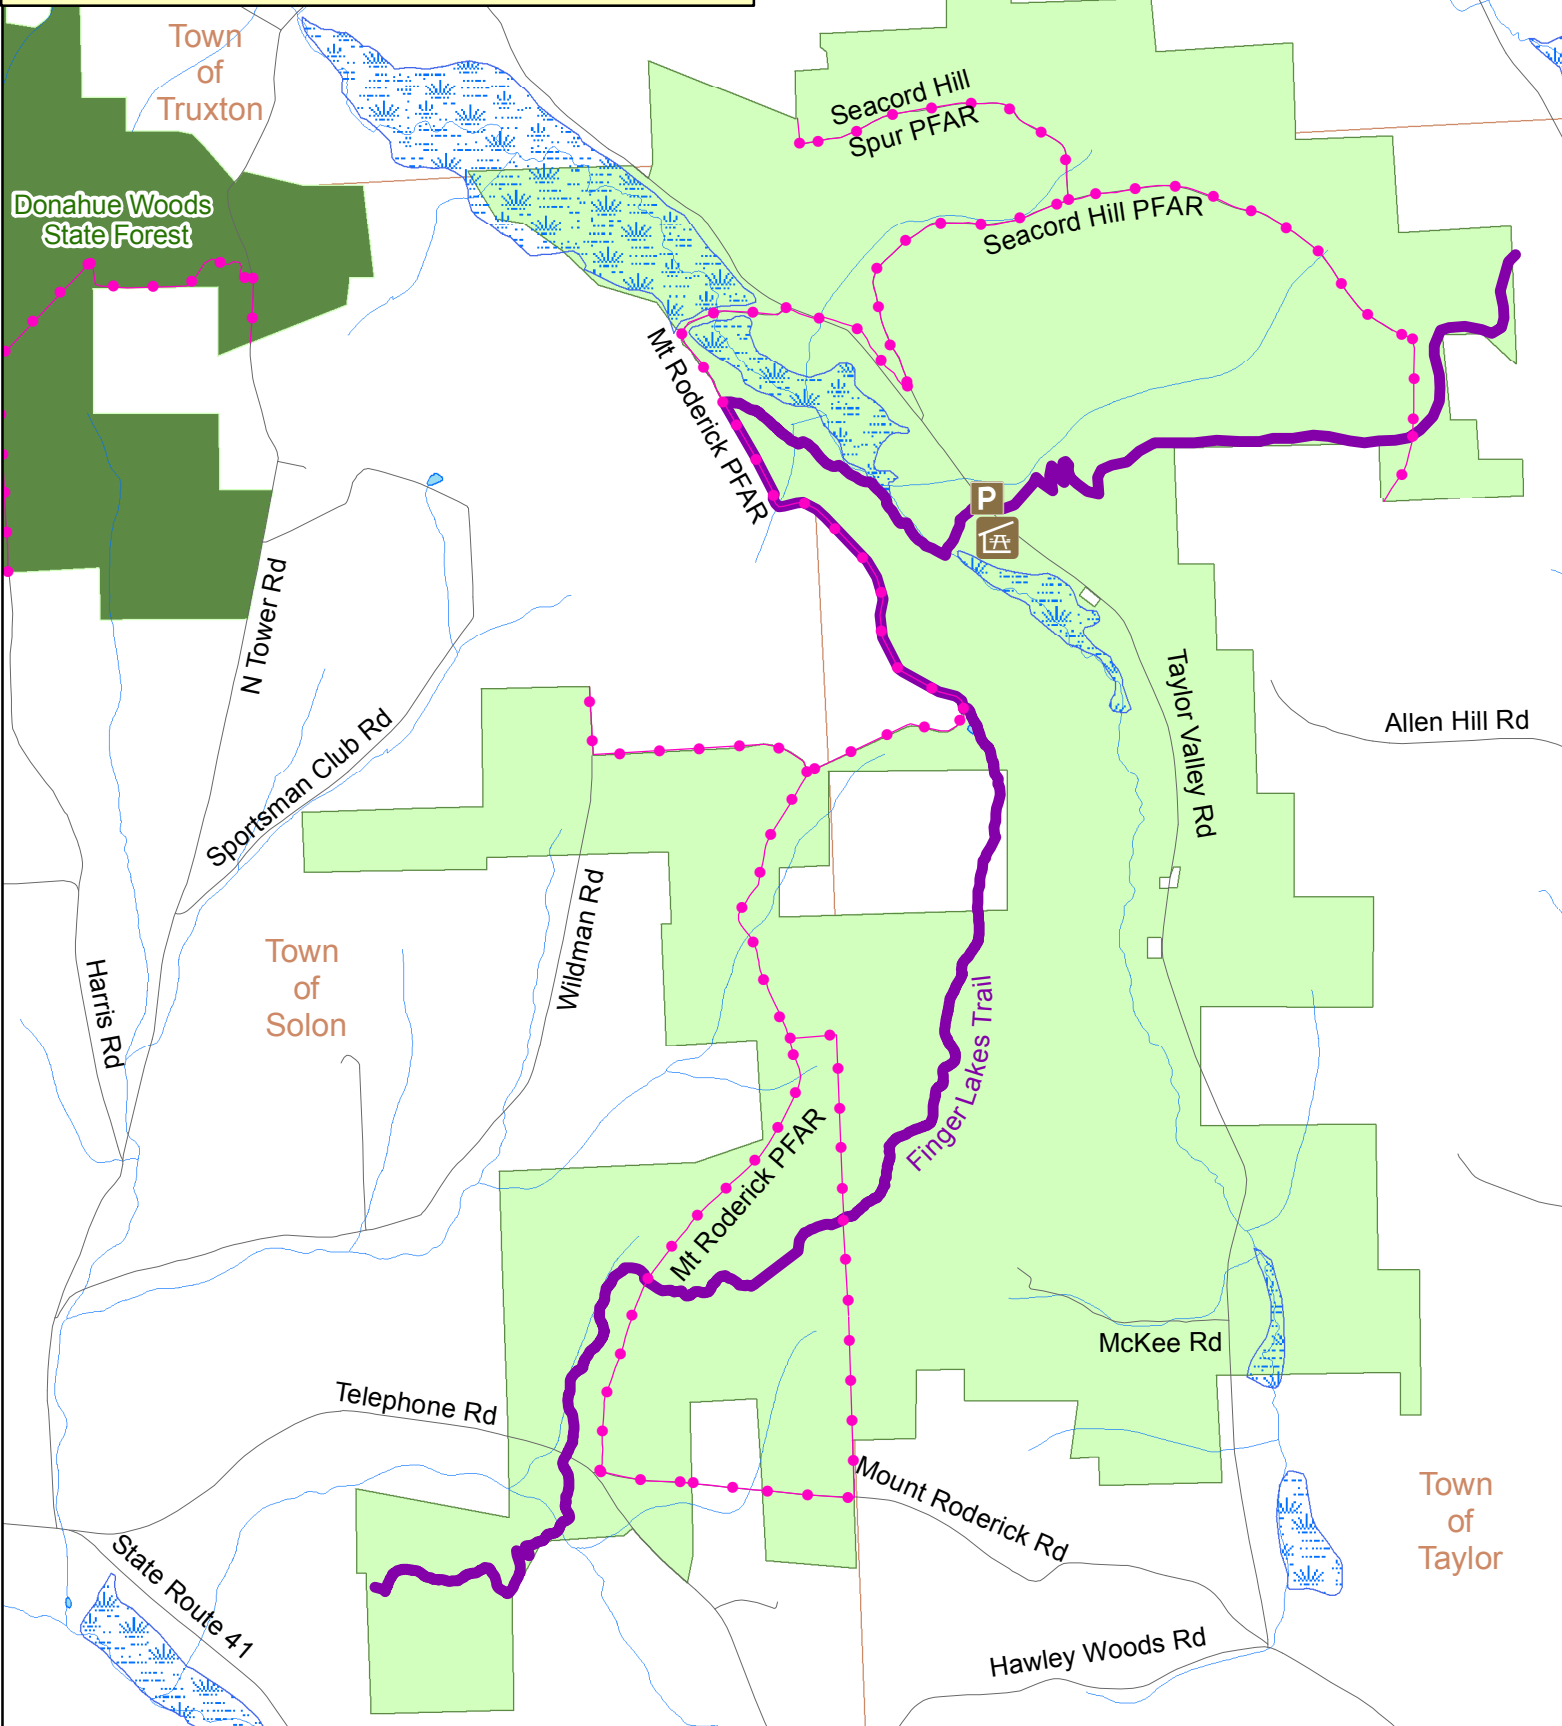 Town
of
Truxton
Seacord Hill
Spur PFAR
Donahue Woods
State Forest
Seacord Hill PFAR
Mt Roderick PFAR
P
N Tower Rd
Taylor Valley Rd
Allen Hill Rd
Sportsman Club Rd
Wildman Rd
Town
of
Solon
Harris Rd
Finger Lakes Trail
Mt Roderick PFAR
McKee Rd
Telephone Rd
Mount Roderick Rd
Town
of
Taylor
State Route 41
Hawley Woods Rd